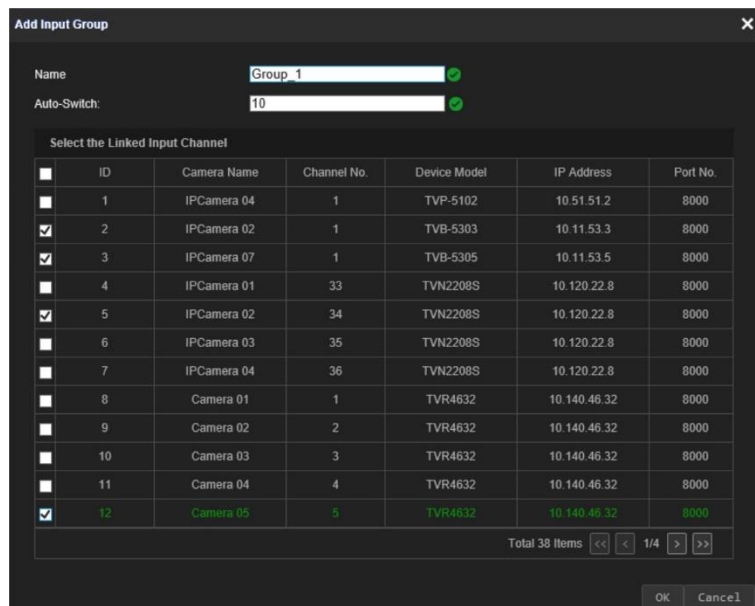 Add Input Group
Name Group_1
Auto-Switch: 10
Select the Linked Input Channel
ID Camera Name Channel No. Device Model IP Address Port No.
1 IPCamera 04 1 TVP-5102 10.51.51.2 8000
2 IPCamera 02 1 TVB-5303 10.11.53.3 8000
3 IPCamera 07 1 TVB-5305 10.11.53.5 8000
4 IPCamera 01 33 TVN2208S 10.120.22.8 8000
5 IPCamera 02 34 TVN2208S 10.120.22.8 8000
6 IPCamera 03 35 TVN2208S 10.120.22.8 8000
7 IPCamera 04 36 TVN2208S 10.120.22.8 8000
8 Camera 01 1 TVR4632 10.140.46.32 8000
9 Camera 02 2 TVR4632 10.140.46.32 8000
10 Camera 03 3 TVR4632 10.140.46.32 8000
11 Camera 04 4 TVR4632 10.140.46.32 8000
12 Camera 05 5 TVR4632 10.140.46.32 8000
Total 38 Items << < 1/4 > >>
OK Cancel